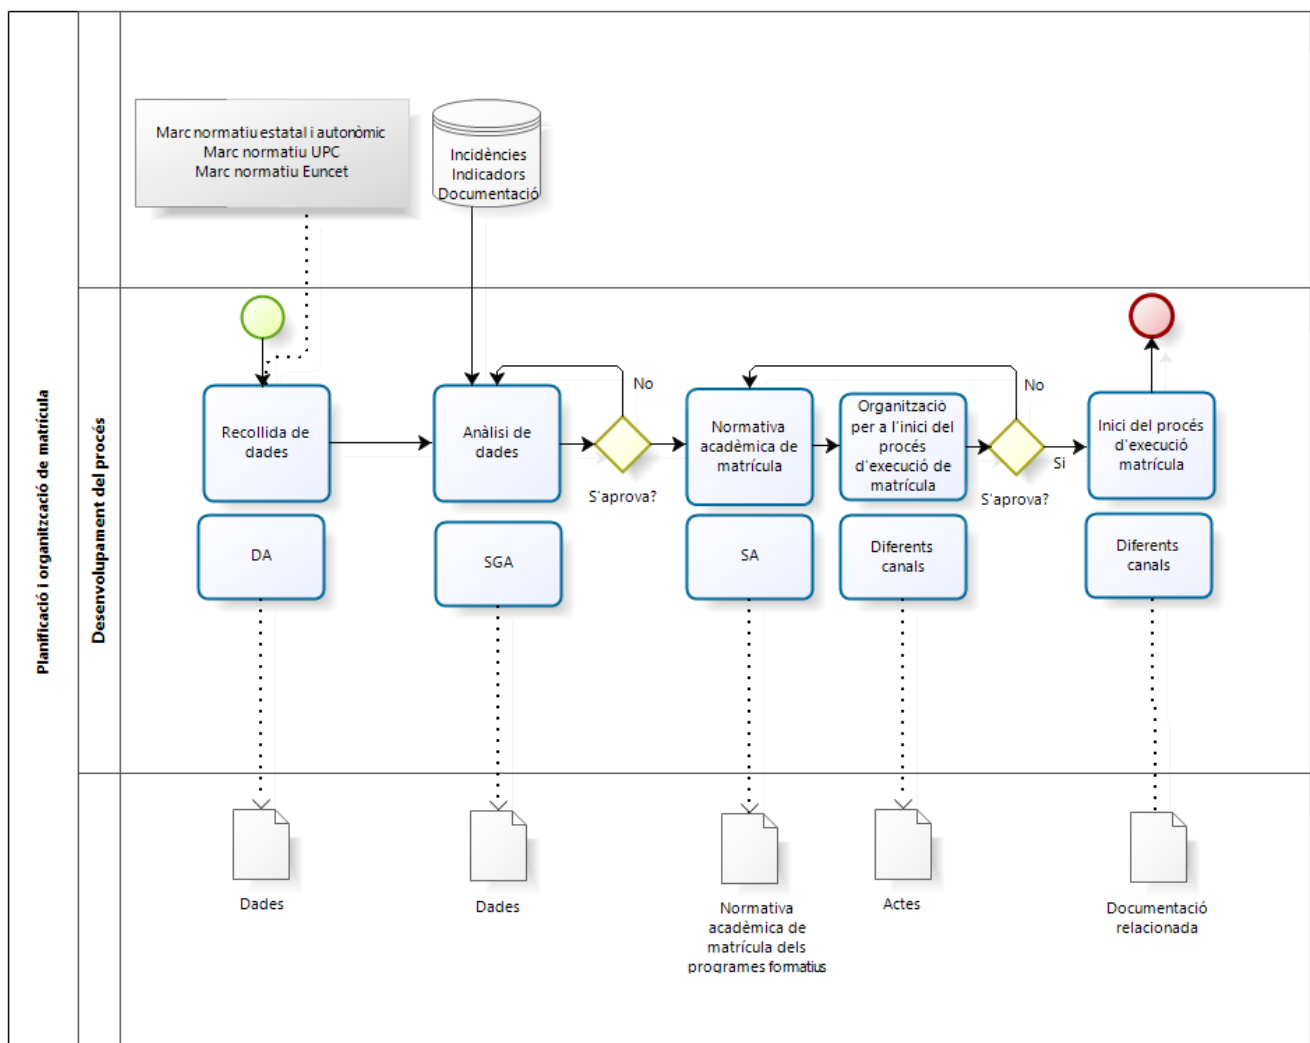 Planificació i organització de matrícula
Desenvolupament del procés
Marc normatiu estatal i autonòmic
Marc normatiu UPC
Marc normatiu Euncet
Incidències
Indicadors
Documentació
Recollida de
dades
Anàlisi de
dades
No
S'aprova?
Normativa
acadèmica de
matrícula
Organització
per a l'inici del
procés
d'execució de
matrícula
No
Si
S'aprova?
Inici del procés
d'execució
matrícula
DA
SGA
SA
Diferents
canals
Diferents
canals
Dades
Dades
Normativa
acadèmica de
matrícula dels
programes formatius
Actes
Documentació
relacionada